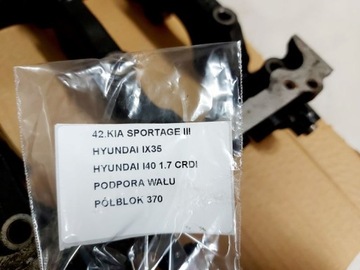 42.KIA SPORTAGE III
HYUNDAI IX35
HYUNDAI I40 1.7 CRDI
PODPORA WAŁU
PÓŁBLOK 370